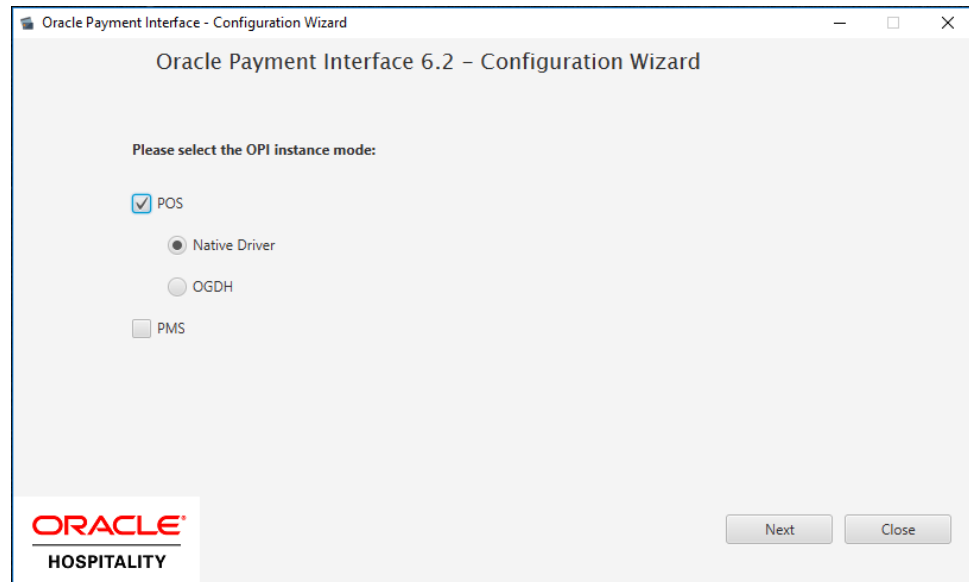 Oracle Payment Interface - Configuration Wizard
Oracle Payment Interface 6.2 – Configuration Wizard
Please select the OPI instance mode:
POS
Native Driver
OGDH
PMS
ORACLE®
HOSPITALITY
Next
Close